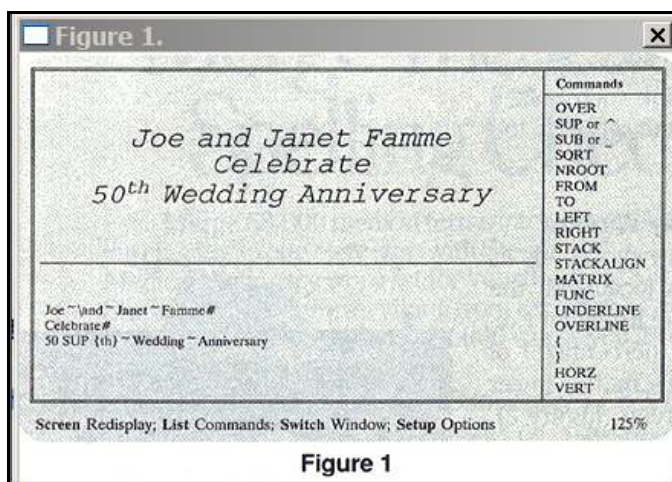 Figure 1.
Joe and Janet Famme
Celebrate
50th Wedding Anniversary
Joe~\and~Janet~Famme#
Celebrate#
50 SUP {th}~Wedding~Anniversary
Commands
OVER
SUP or ^
SUB or _
SQRT
NROOT
FROM
TO
LEFT
RIGHT
STACK
STACKALIGN
MATRIX
FUNC
UNDERLINE
OVERLINE
{
}
HORZ
VERT
Screen Redisplay; List Commands; Switch Window; Setup Options 125%
Figure 1